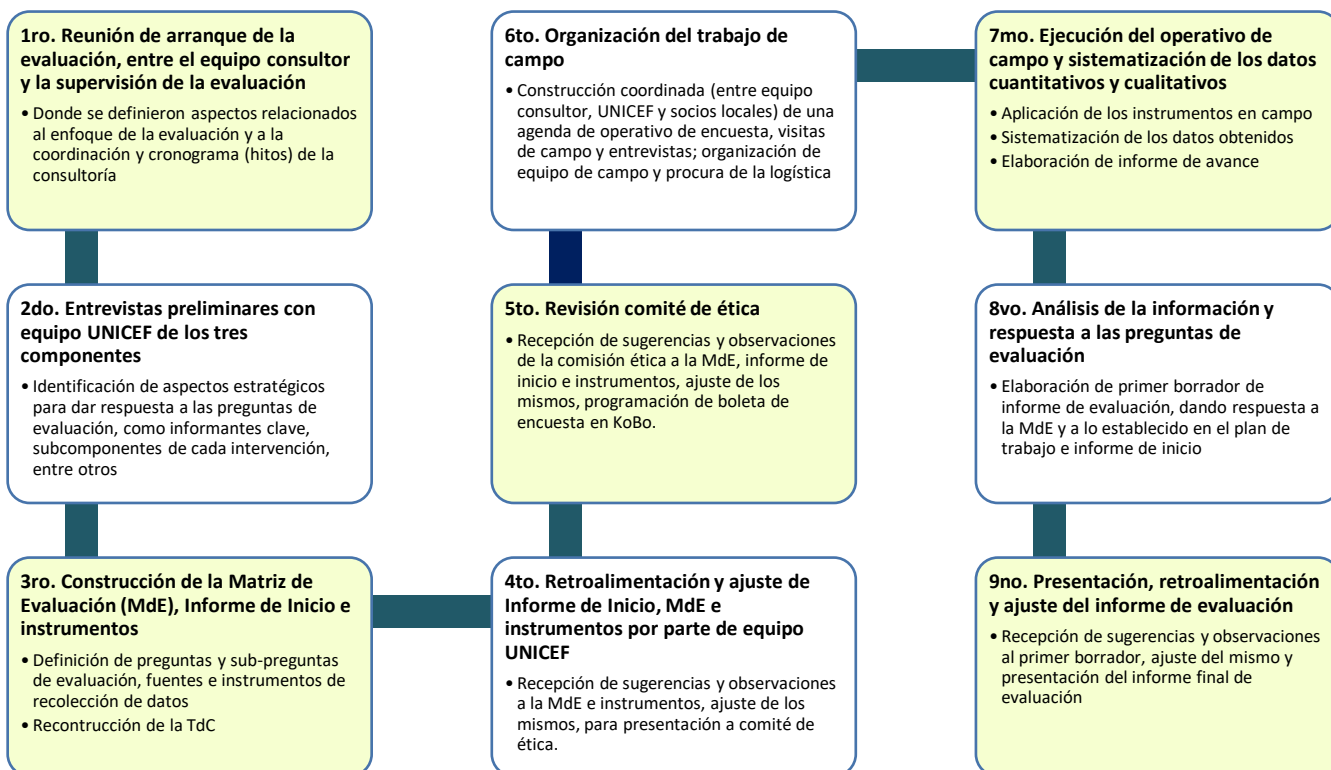 1ro. Reunión de arranque de la
evaluación, entre el equipo consultor
y la supervisión de la evaluación
• Donde se definieron aspectos relacionados
al enfoque de la evaluación y a la
coordinación y cronograma (hitos) de la
consultoría
2do. Entrevistas preliminares con
equipo UNICEF de los tres
componentes
• Identificación de aspectos estratégicos
para dar respuesta a las preguntas de
evaluación, como informantes clave,
subcomponentes de cada intervención,
entre otros
3ro. Construcción de la Matriz de
Evaluación (MdE), Informe de Inicio e
instrumentos
• Definición de preguntas y sub-preguntas
de evaluación, fuentes e instrumentos de
recolección de datos
• Recontrucción de la TdC
4to. Retroalimentación y ajuste de
Informe de Inicio, MdE e
instrumentos por parte de equipo
UNICEF
• Recepción de sugerencias y observaciones
a la MdE e instrumentos, ajuste de los
mismos, para presentación a comité de
ética.
5to. Revisión comité de ética
• Recepción de sugerencias y observaciones
de la comisión ética a la MdE, informe de
inicio e instrumentos, ajuste de los
mismos, programación de boleta de
encuesta en KoBo.
6to. Organización del trabajo de
campo
• Construcción coordinada (entre equipo
consultor, UNICEF y socios locales) de una
agenda de operativo de encuesta, visitas
de campo y entrevistas; organización de
equipo de campo y procura de la logística
7mo. Ejecución del operativo de
campo y sistematización de los datos
cuantitativos y cualitativos
• Aplicación de los instrumentos en campo
• Sistematización de los datos obtenidos
• Elaboración de informe de avance
8vo. Análisis de la información y
respuesta a las preguntas de
evaluación
• Elaboración de primer borrador de
informe de evaluación, dando respuesta a
la MdE y a lo establecido en el plan de
trabajo e informe de inicio
9no. Presentación, retroalimentación
y ajuste del informe de evaluación
• Recepción de sugerencias y observaciones
al primer borrador, ajuste del mismo y
presentación del informe final de
evaluación